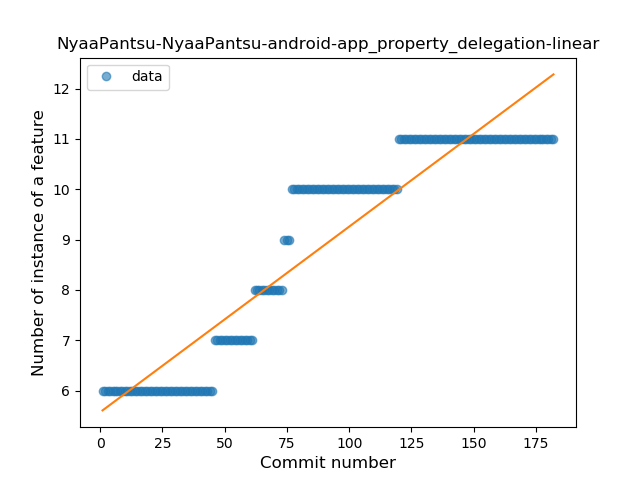 NyaaPantsu-NyaaPantsu-android-app_property_delegation-linear
data
Number of instance of a feature
12
11
10
9
8
7
6
0 25 50 75 100 125 150 175
Commit number